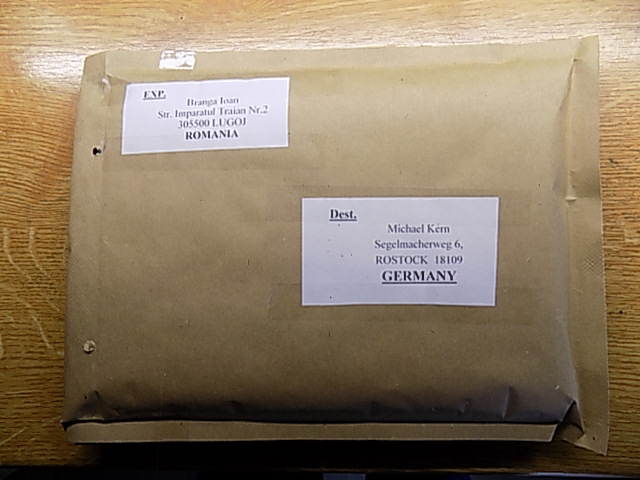 EXP.
Branga Ioan
Str. Imparatul Traian Nr.2
305500 LUGOJ
ROMANIA
Dest.
Michael Kern
Segelmacherweg 6,
ROSTOCK 18109
GERMANY